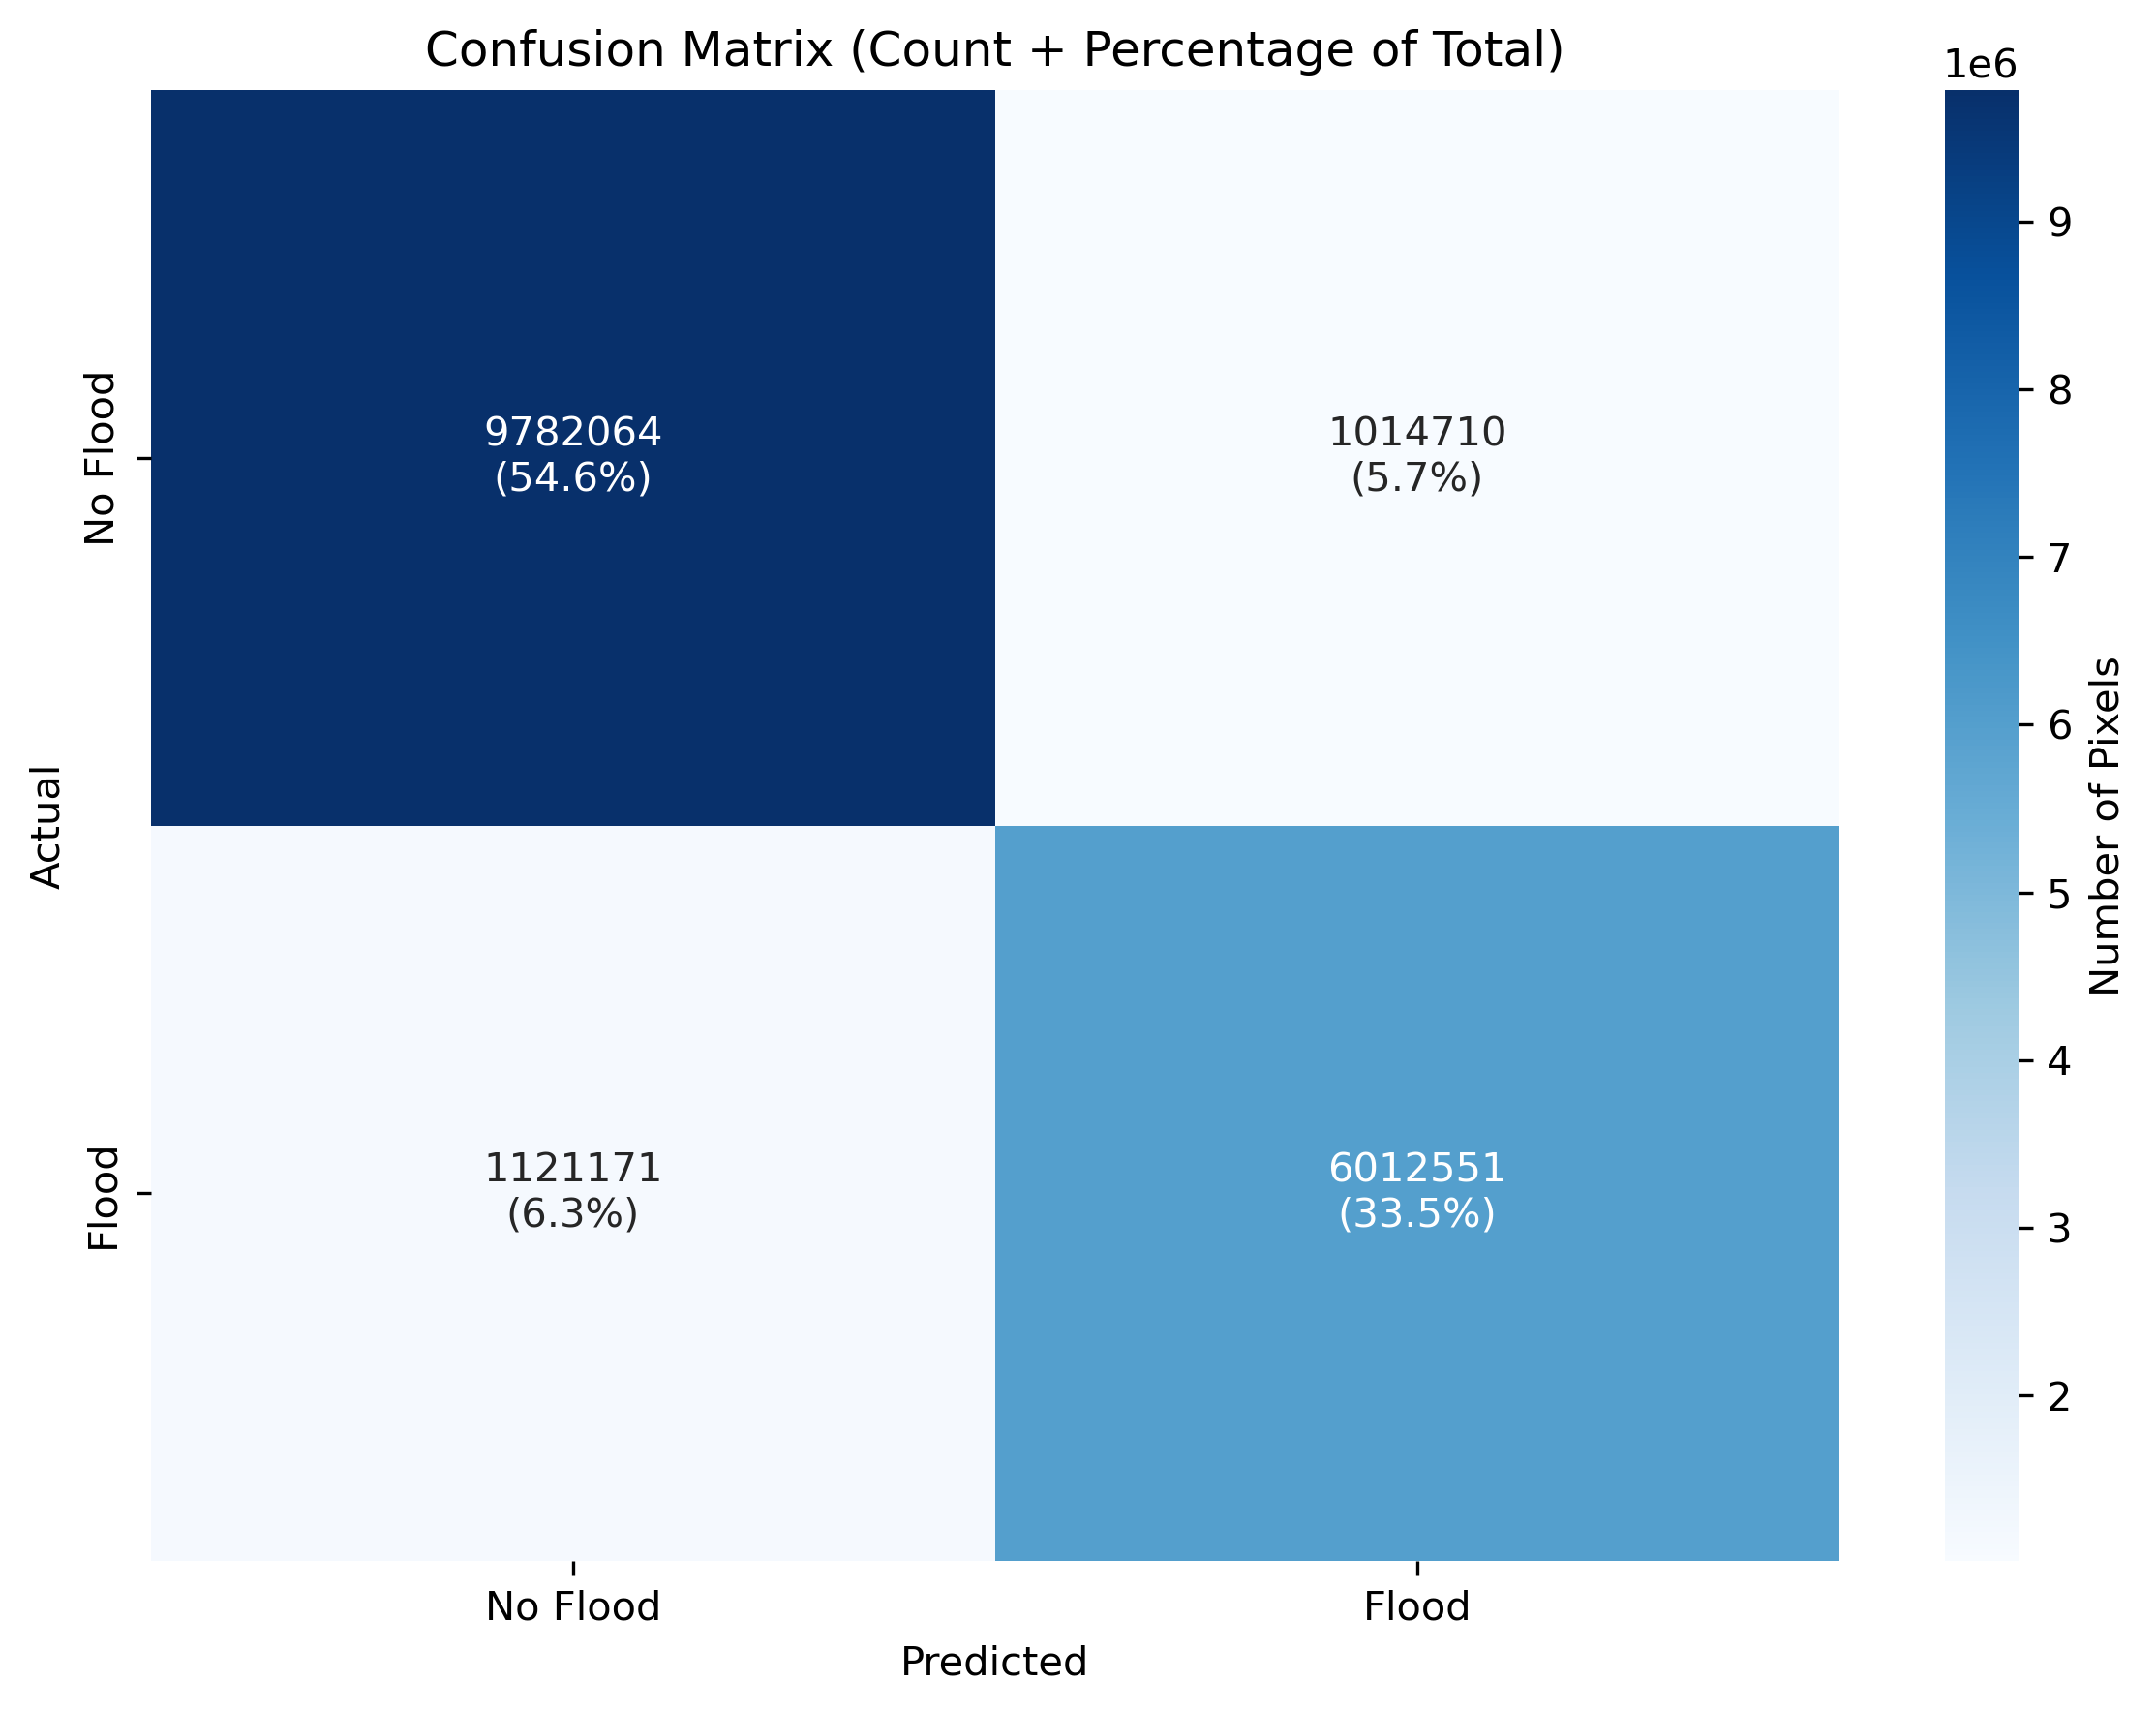 Confusion Matrix (Count + Percentage of Total)
1e6
No Flood
Flood
Actual
9782064
(54.6%)
1014710
(5.7%)
1121171
(6.3%)
6012551
(33.5%)
No Flood
Flood
Predicted
9
8
7
6
5
4
3
2
Number of Pixels